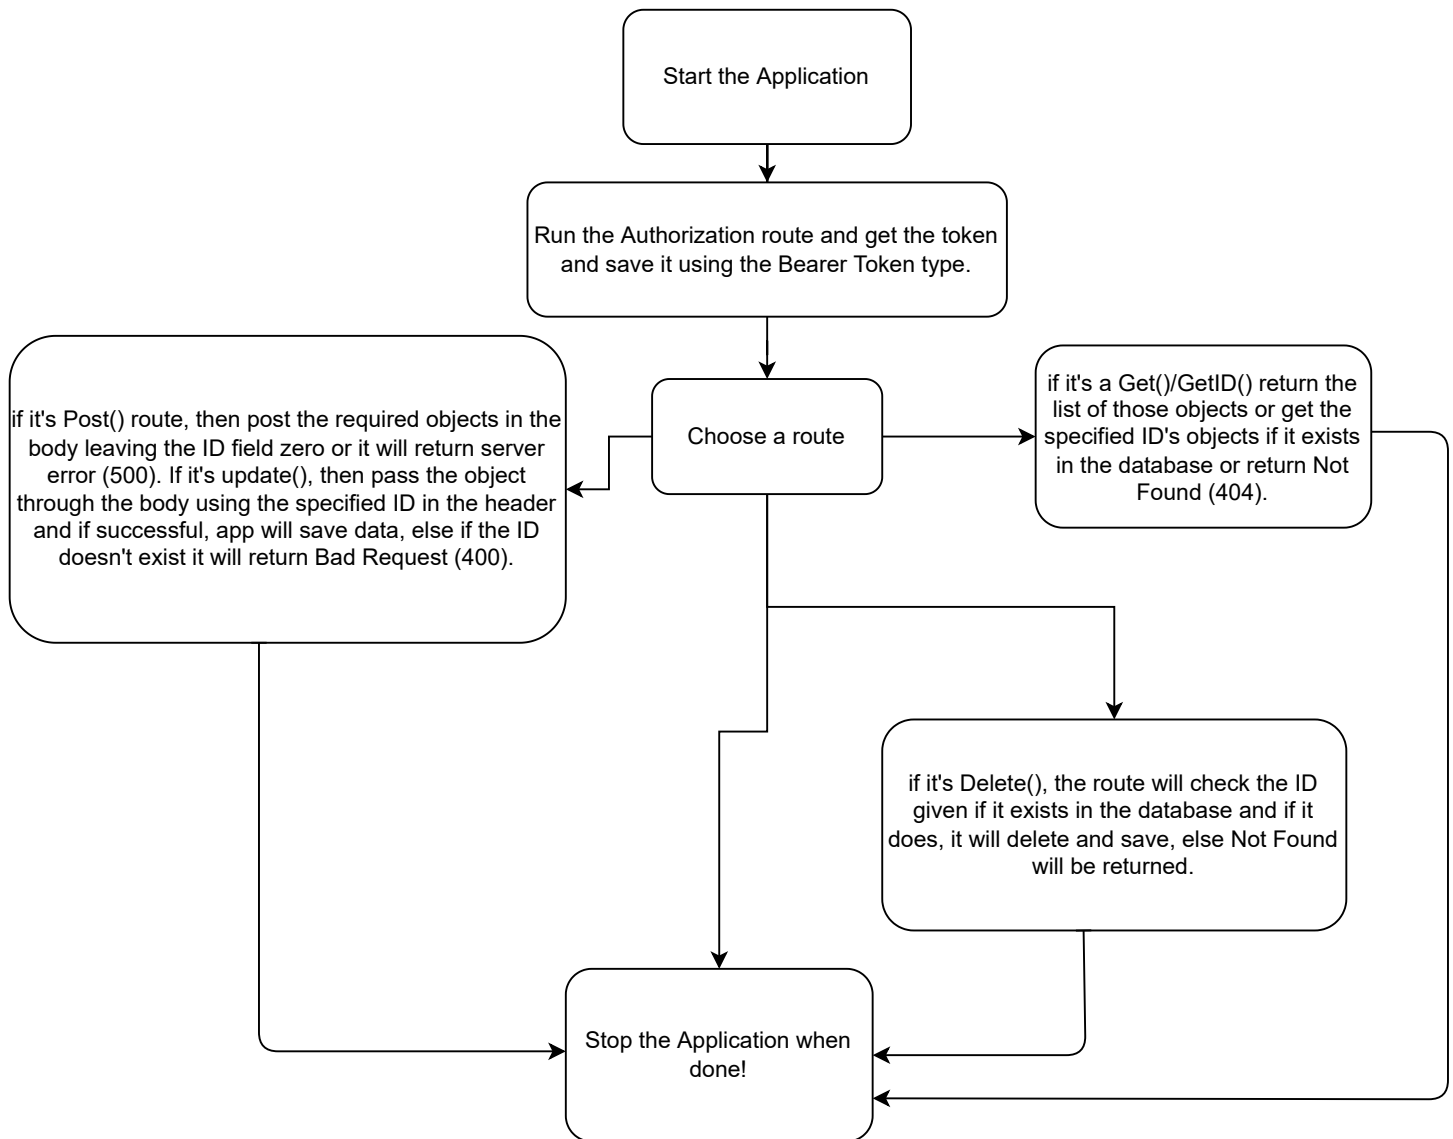 Start the Application
Run the Authorization route and get the token
and save it using the Bearer Token type.
if it's Post() route, then post the required objects in the
body leaving the ID field zero or it will return server
error (500). If it's update(), then pass the object
through the body using the specified ID in the header
and if successful, app will save data, else if the ID
doesn't exist it will return Bad Request (400).
Choose a route
if it's a Get()/GetID() return the
list of those objects or get the
specified ID's objects if it exists
in the database or return Not
Found (404).
if it's Delete(), the route will check the ID
given if it exists in the database and if it
does, it will delete and save, else Not Found
will be returned.
Stop the Application when
done!